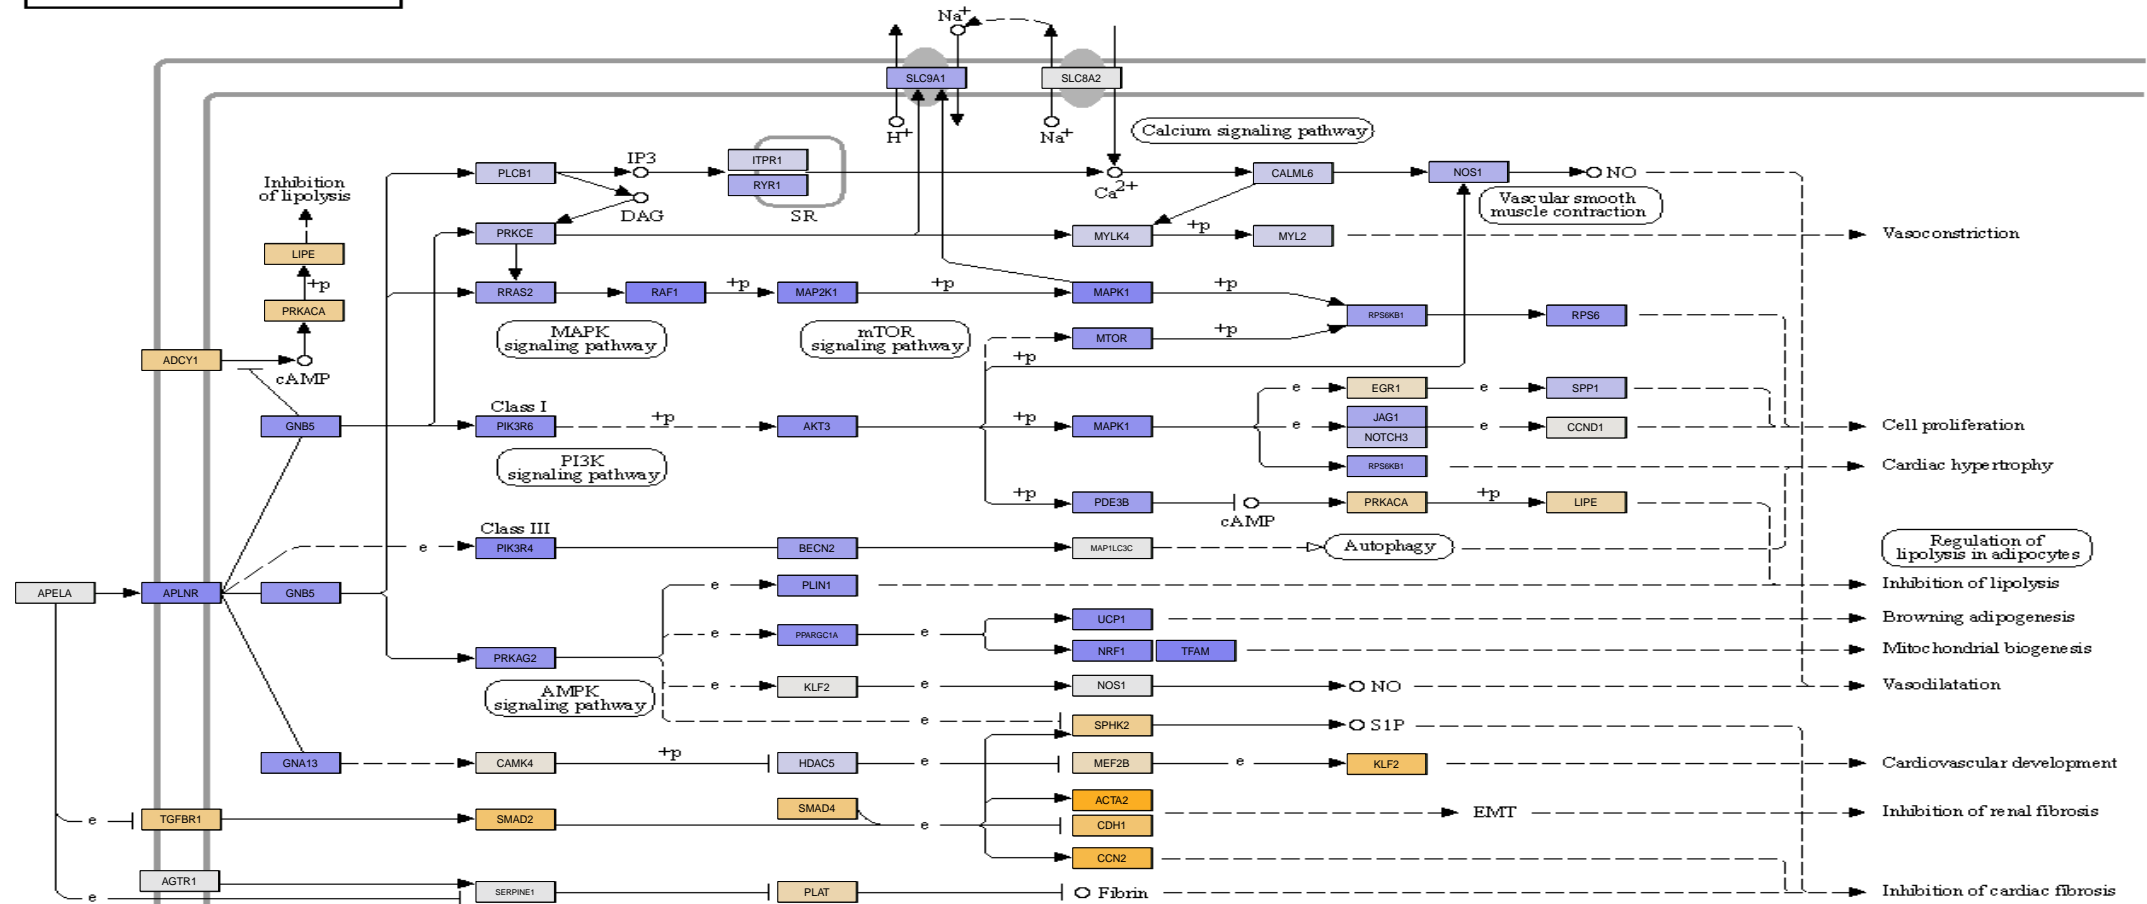 Na+
SLC9A1
SLC8A2
H+
Na+
Calcium signaling pathway
Inhibition
of lipolysis
PLCB1
IP3
ITPR1
RYR1
SR
DAG
Ca2+
CALML6
NOS1
NO
Vascular smooth
muscle contraction
LIPE
+p
PRKACA
PRKCE
MYLK4
+p
MYL2
Vasoconstriction
RRAS2
RAF1
+p
MAP2K1
+p
MAPK1
+p
RPS6KB1
RPS6
MAPK
signaling pathway
mTOR
signaling pathway
MTOR
+p
+p
ADCY1
cAMP
GNB5
Class I
PIK3R6
+p
AKT3
+p
MAPK1
e
EGR1
e
SPP1
e
JAG1
NOTCH3
e
CCND1
Cell proliferation
PI3K
signaling pathway
RPS6KB1
Cardiac hypertrophy
+p
PDE3B
cAMP
PRKACA
+p
LIPE
Class III
e
PIK3R4
BECN2
MAP1LC3C
Autophagy
Regulation of
lipolysis in adipocytes
APELA
APLNR
GNB5
e
PLIN1
Inhibition of lipolysis
e
PPARGC1A
e
UCP1
Browning adipogenesis
PRKAG2
NRF1
TFAM
Mitochondrial biogenesis
AMPK
signaling pathway
e
KLF2
e
NOS1
NO
Vasodilatation
e
SPHK2
S1P
GNA13
CAMK4
+p
HDAC5
e
MEF2B
e
KLF2
Cardiovascular development
e
TGFBR1
SMAD2
SMAD4
e
ACTA2
CDH1
EMT
Inhibition of renal fibrosis
CCN2
AGTR1
e
SERPINE1
PLAT
Fibrin
Inhibition of cardiac fibrosis